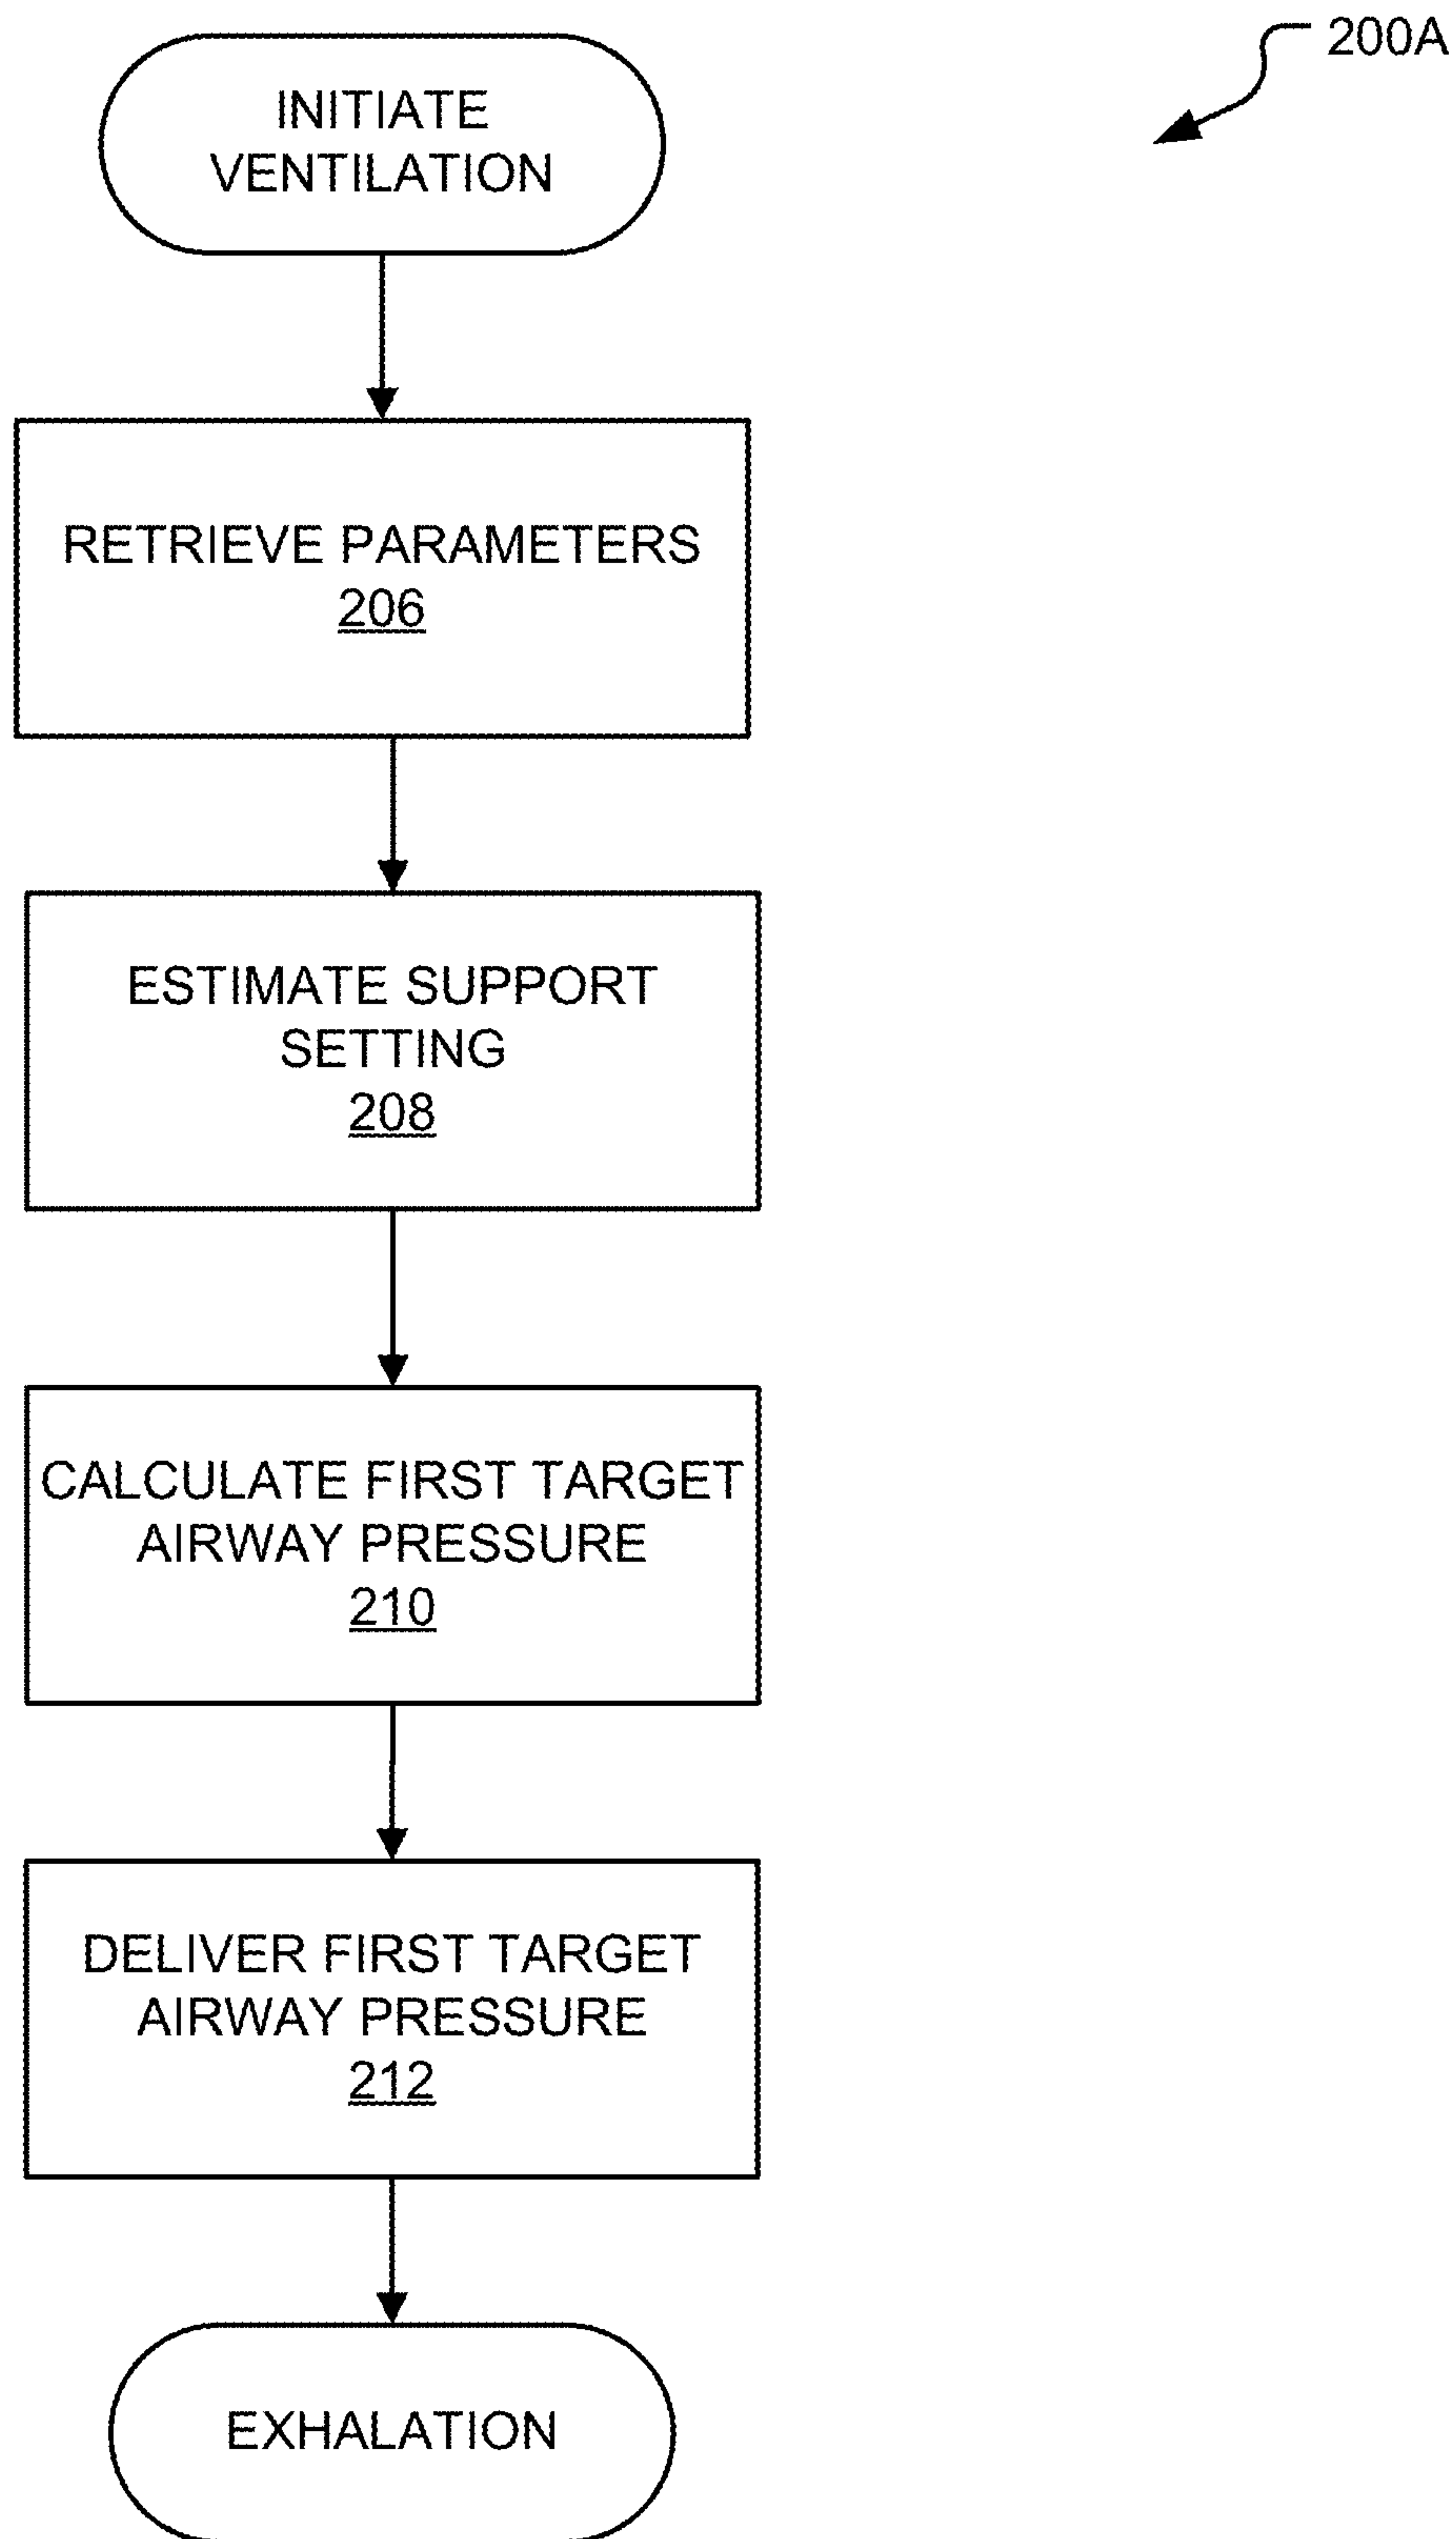 200A
INITIATE
VENTILATION
RETRIEVE PARAMETERS
206
ESTIMATE SUPPORT
SETTING
208
CALCULATE FIRST TARGET
AIRWAY PRESSURE
210
DELIVER FIRST TARGET
AIRWAY PRESSURE
212
EXHALATION